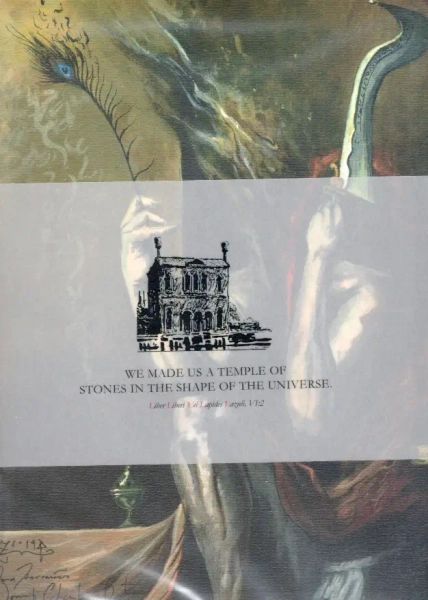 WE MADE US A TEMPLE OF
STONES IN THE SHAPE OF THE UNIVERSE.
Liber Liberi vel Lapidis Lazuli, VI:2